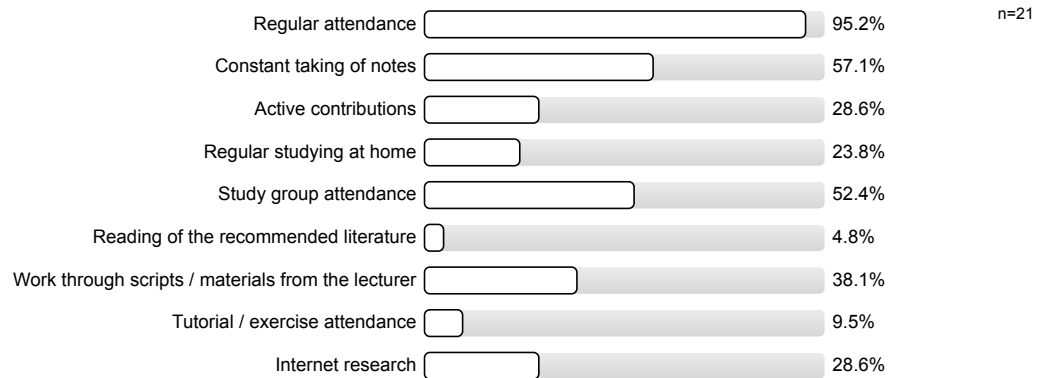 Regular attendance 95.2% n=21
Constant taking of notes 57.1%
Active contributions 28.6%
Regular studying at home 23.8%
Study group attendance 52.4%
Reading of the recommended literature 4.8%
Work through scripts / materials from the lecturer 38.1%
Tutorial / exercise attendance 9.5%
Internet research 28.6%